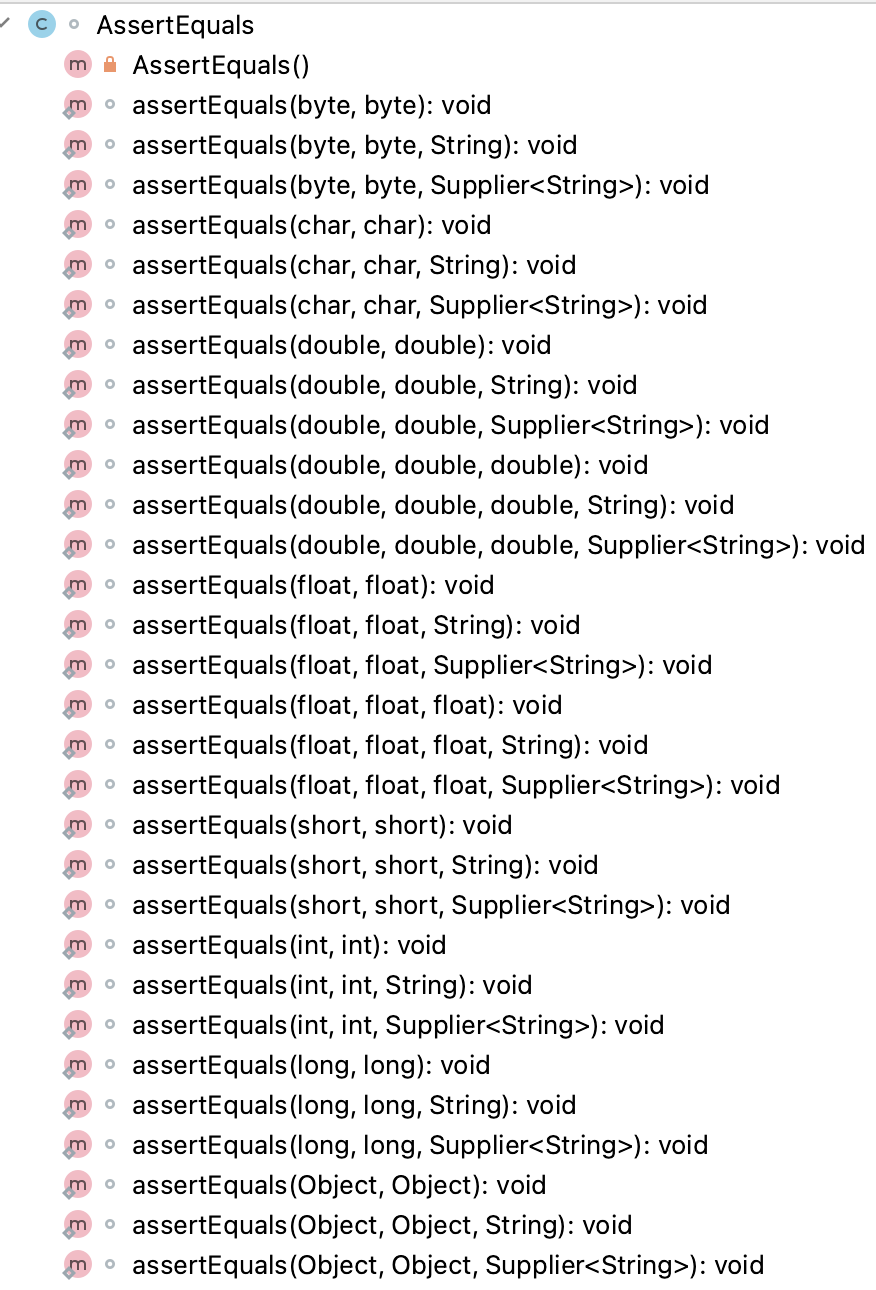 C AssertEquals
m AssertEquals()
m assertEquals(byte, byte): void
m assertEquals(byte, byte, String): void
m assertEquals(byte, byte, Supplier<String>): void
m assertEquals(char, char): void
m assertEquals(char, char, String): void
m assertEquals(char, char, Supplier<String>): void
m assertEquals(double, double): void
m assertEquals(double, double, String): void
m assertEquals(double, double, Supplier<String>): void
m assertEquals(double, double, double): void
m assertEquals(double, double, double, String): void
m assertEquals(double, double, double, Supplier<String>): void
m assertEquals(float, float): void
m assertEquals(float, float, String): void
m assertEquals(float, float, Supplier<String>): void
m assertEquals(float, float, float): void
m assertEquals(float, float, float, String): void
m assertEquals(float, float, float, Supplier<String>): void
m assertEquals(short, short): void
m assertEquals(short, short, String): void
m assertEquals(short, short, Supplier<String>): void
m assertEquals(int, int): void
m assertEquals(int, int, String): void
m assertEquals(int, int, Supplier<String>): void
m assertEquals(long, long): void
m assertEquals(long, long, String): void
m assertEquals(long, long, Supplier<String>): void
m assertEquals(Object, Object): void
m assertEquals(Object, Object, String): void
m assertEquals(Object, Object, Supplier<String>): void